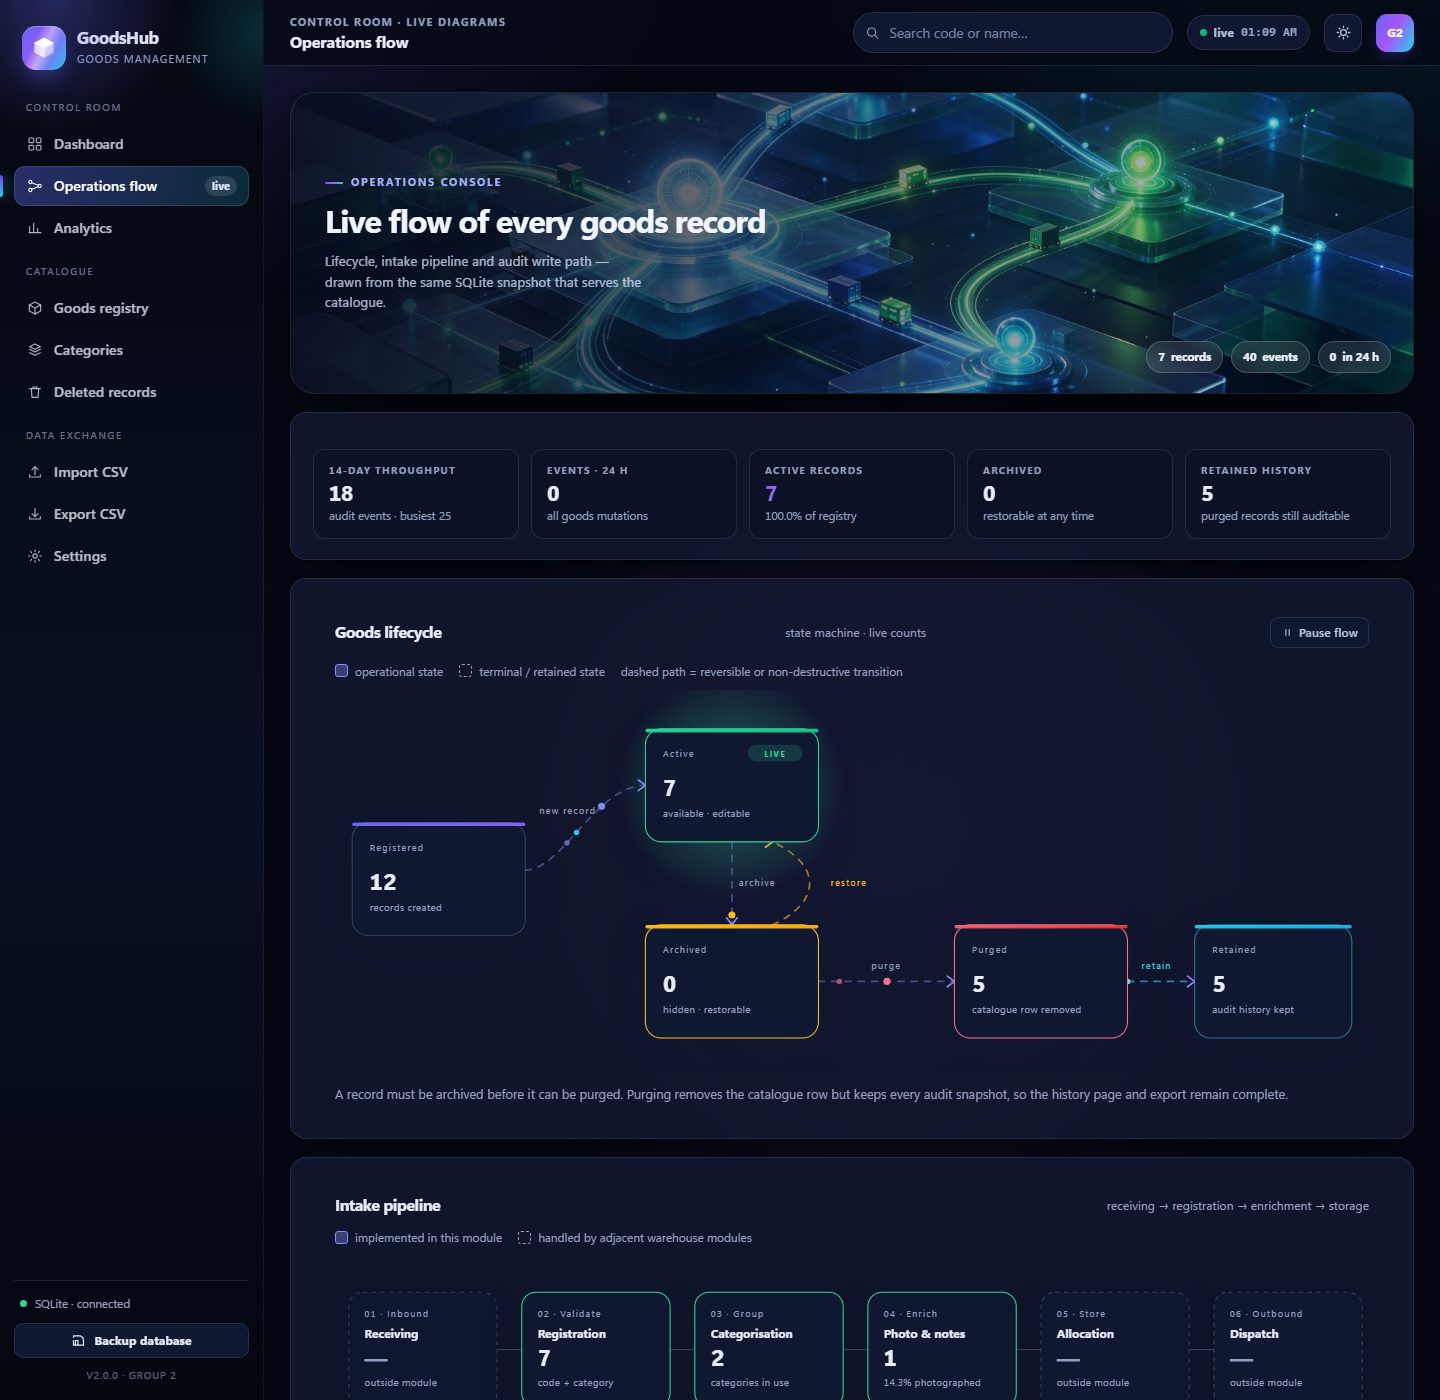 GoodsHub
GOODS MANAGEMENT
CONTROL ROOM
Dashboard
Operations flow live
Analytics
CATALOGUE
Goods registry
Categories
Deleted records
DATA EXCHANGE
Import CSV
Export CSV
Settings
SQLite · connected
Backup database
V2.0.0 · GROUP 2
CONTROL ROOM · LIVE DIAGRAMS
Operations flow
Search code or name...
live 01:09 AM
G2
OPERATIONS CONSOLE
Live flow of every goods record
Lifecycle, intake pipeline and audit write path —
drawn from the same SQLite snapshot that serves the
catalogue.
7 records
40 events
0 in 24 h
14-DAY THROUGHPUT
18
audit events · busiest 25
EVENTS · 24 H
0
all goods mutations
ACTIVE RECORDS
7
100.0% of registry
ARCHIVED
0
restorable at any time
RETAINED HISTORY
5
purged records still auditable
Goods lifecycle
state machine · live counts
Pause flow
operational state
terminal / retained state
dashed path = reversible or non-destructive transition
Active
LIVE
7
available · editable
new record
Registered
12
records created
archive
restore
Archived
0
hidden · restorable
purge
Purged
5
catalogue row removed
retain
Retained
5
audit history kept
A record must be archived before it can be purged. Purging removes the catalogue row but keeps every audit snapshot, so the history page and export remain complete.
Intake pipeline
receiving → registration → enrichment → storage
implemented in this module
handled by adjacent warehouse modules
01 · Inbound
Receiving
—
outside module
02 · Validate
Registration
7
code + category
03 · Group
Categorisation
2
categories in use
04 · Enrich
Photo & notes
1
14.3% photographed
05 · Store
Allocation
—
outside module
06 · Outbound
Dispatch
—
outside module